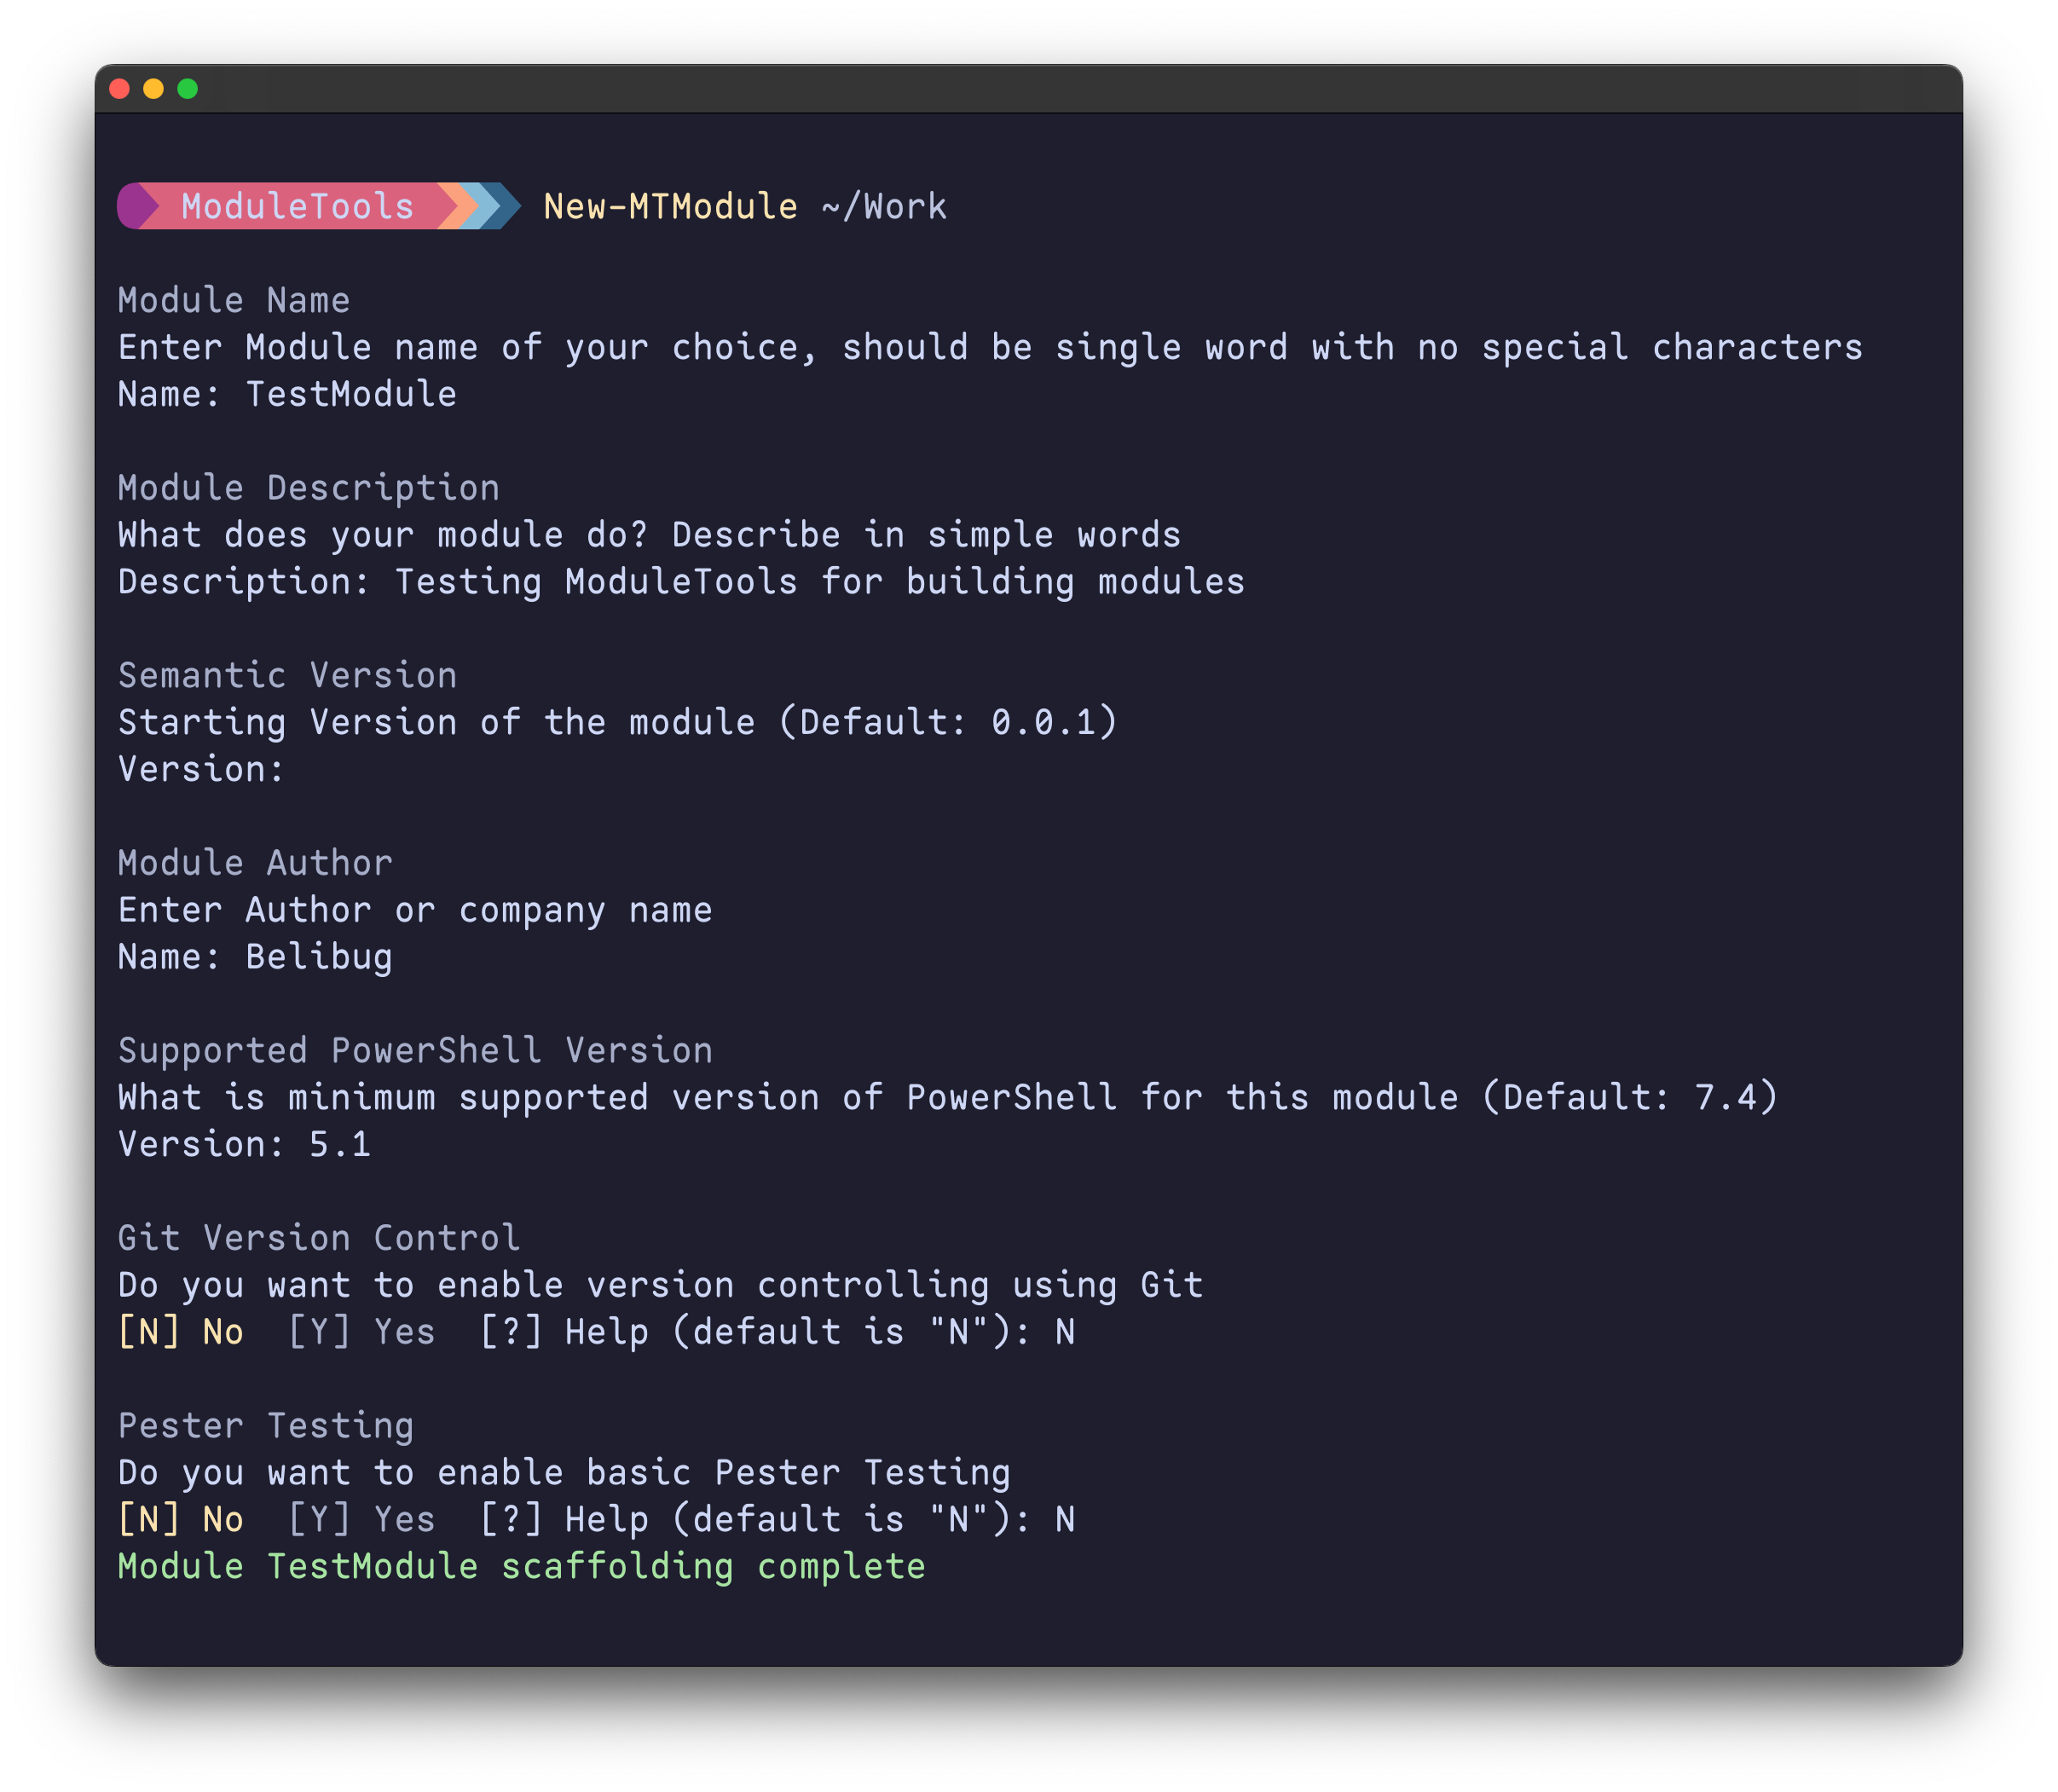 ModuleTools New-MTModule ~/Work
Module Name
Enter Module name of your choice, should be single word with no special characters
Name: TestModule
Module Description
What does your module do? Describe in simple words
Description: Testing ModuleTools for building modules
Semantic Version
Starting Version of the module (Default: 0.0.1)
Version:
Module Author
Enter Author or company name
Name: Belibug
Supported PowerShell Version
What is minimum supported version of PowerShell for this module (Default: 7.4)
Version: 5.1
Git Version Control
Do you want to enable version controlling using Git
[N] No  [Y] Yes  [?] Help (default is "N"): N
Pester Testing
Do you want to enable basic Pester Testing
[N] No  [Y] Yes  [?] Help (default is "N"): N
Module TestModule scaffolding complete